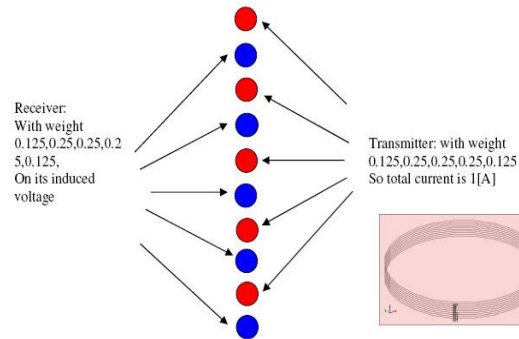 Receiver:
With weight
0.125,0.25,0.25,0.2
5,0.125,
On its induced
voltage
Transmitter: with weight
0.125,0.25,0.25,0.25,0.125
So total current is 1[A]